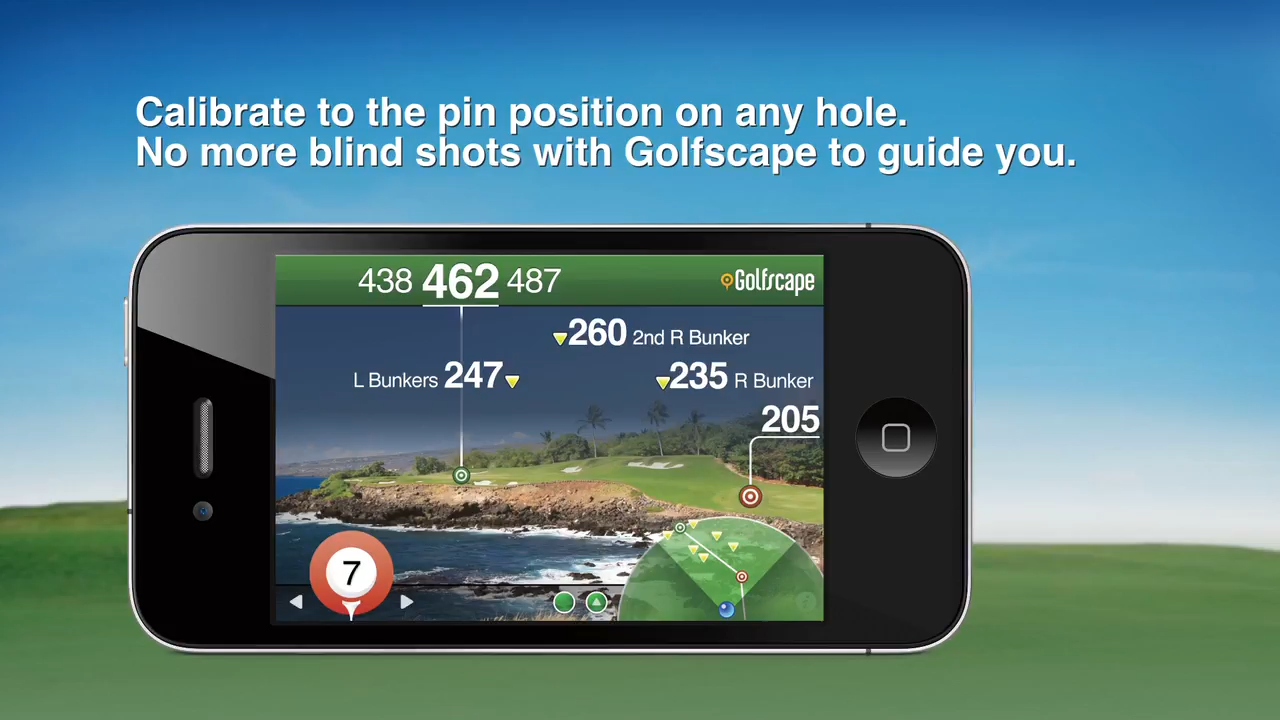 Calibrate to the pin position on any hole.
No more blind shots with Golfscape to guide you.
438 462 487
Golfscape
260 2nd R Bunker
L Bunkers 247
235 R Bunker
205
7